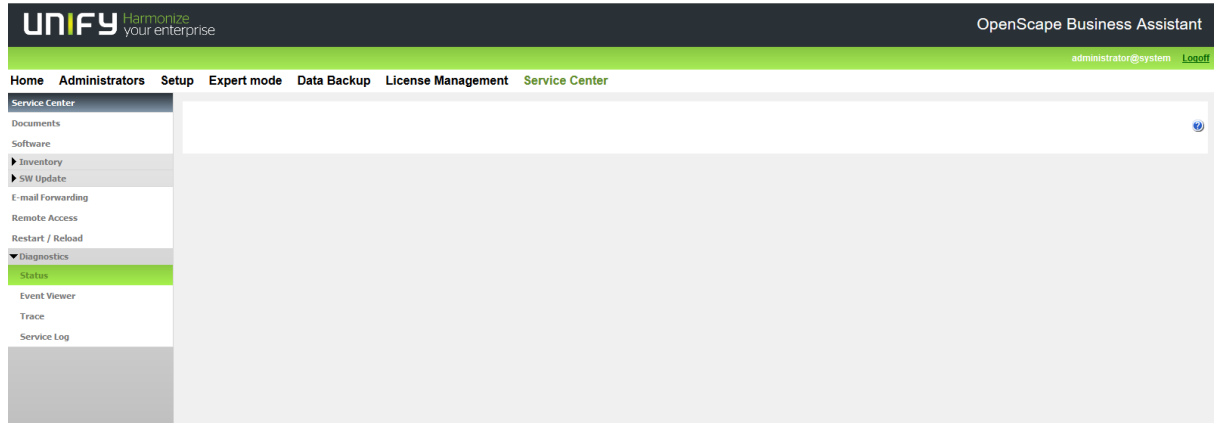 UNIFY Harmonize
your enterprise
OpenScape Business Assistant
administrator@system Logoff
Home Administrators Setup Expert mode Data Backup License Management Service Center
Service Center
Documents
Software
Inventory
SW Update
E-mail Forwarding
Remote Access
Restart / Reload
Diagnostics
Status
Event Viewer
Trace
Service Log
?